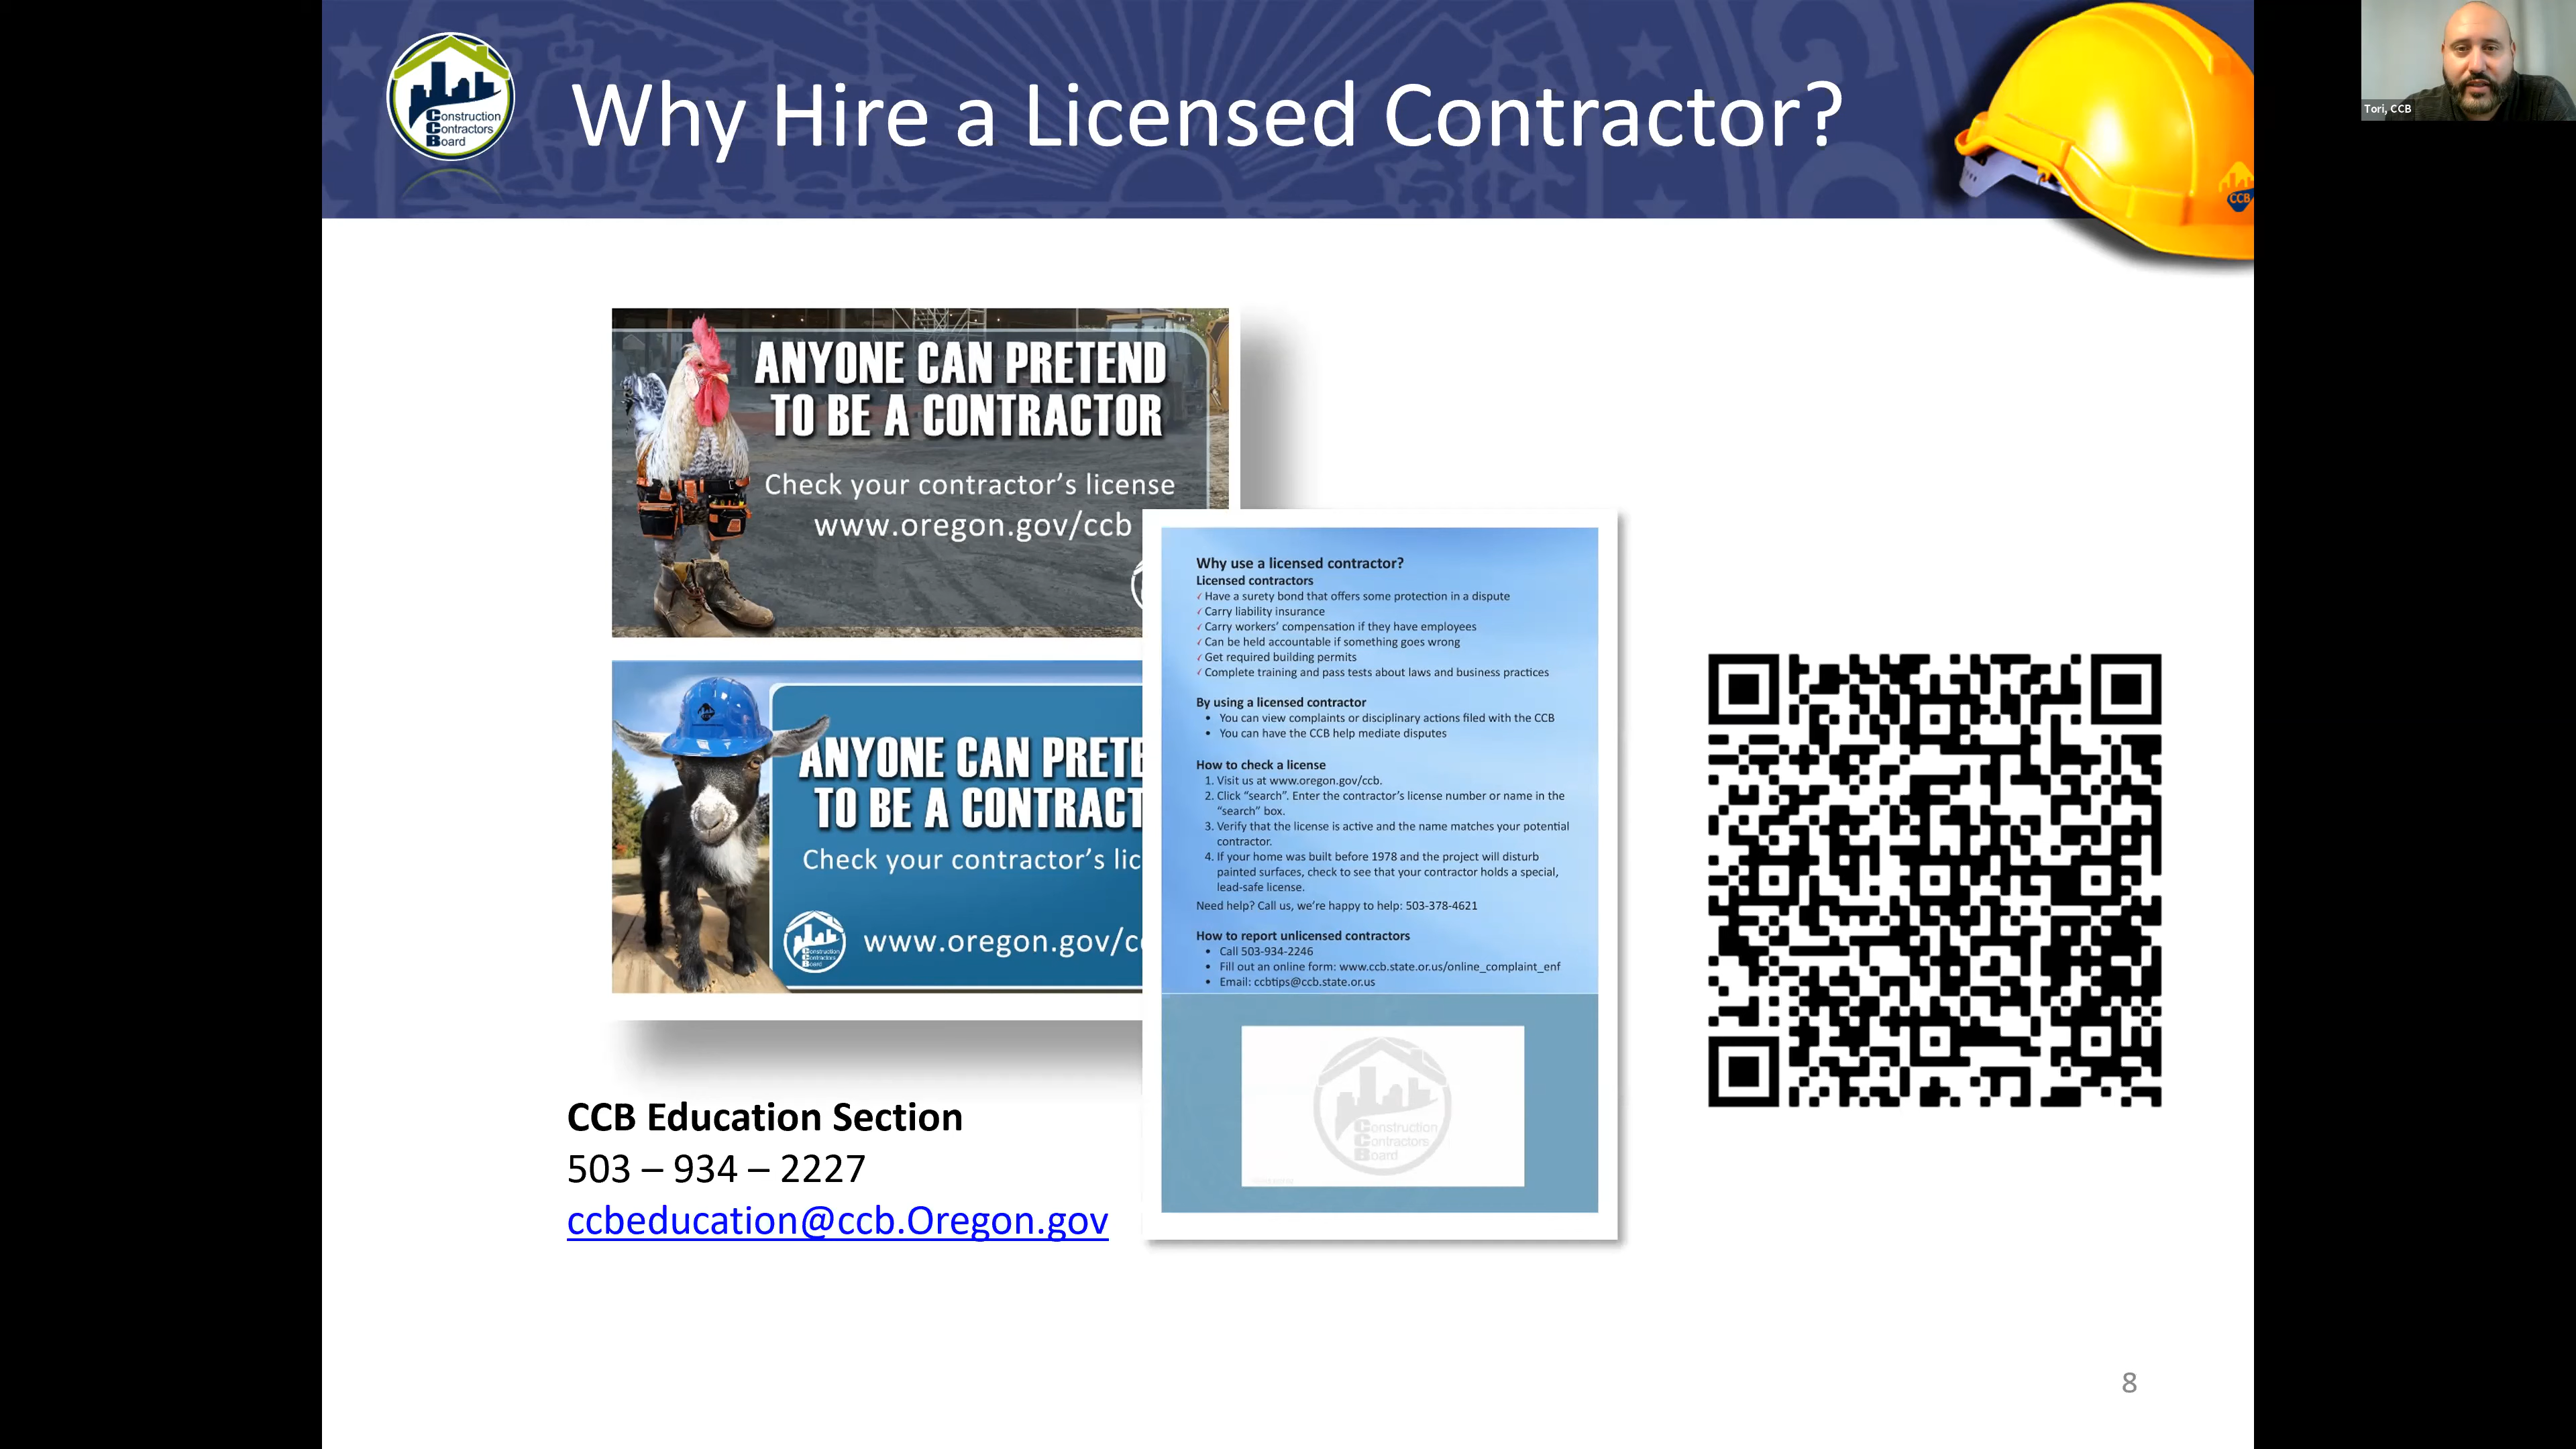 Construction
Contractors
Board
Why Hire a Licensed Contractor?
CCB
Tori, CCB
ANYONE CAN PRETEND
TO BE A CONTRACTOR
Check your contractor's license
www.oregon.gov/ccb
ANYONE CAN PRETE
TO BE A CONTRACT
Check your contractor's lic
Construction
Contractors
Board
www.oregon.gov/c
Why use a licensed contractor?
Licensed contractors
✓ Have a surety bond that offers some protection in a dispute
✓ Carry liability insurance
✓ Carry workers' compensation if they have employees
✓ Can be held accountable if something goes wrong
✓ Get required building permits
✓ Complete training and pass tests about laws and business practices
By using a licensed contractor
• You can view complaints or disciplinary actions filed with the CCB
• You can have the CCB help mediate disputes
How to check a license
1. Visit us at www.oregon.gov/ccb.
2. Click "search". Enter the contractor's license number or name in the
"search" box.
3. Verify that the license is active and the name matches your potential
contractor.
4. If your home was built before 1978 and the project will disturb
painted surfaces, check to see that your contractor holds a special,
lead-safe license.
Need help? Call us, we're happy to help: 503-378-4621
How to report unlicensed contractors
• Call 503-934-2246
• Fill out an online form: www.ccb.state.or.us/online_complaint_enf
• Email: ccbtips@ccb.state.or.us
Construction
Contractors
Board
CCB Education Section
503 – 934 – 2227
ccbeducation@ccb.Oregon.gov
8